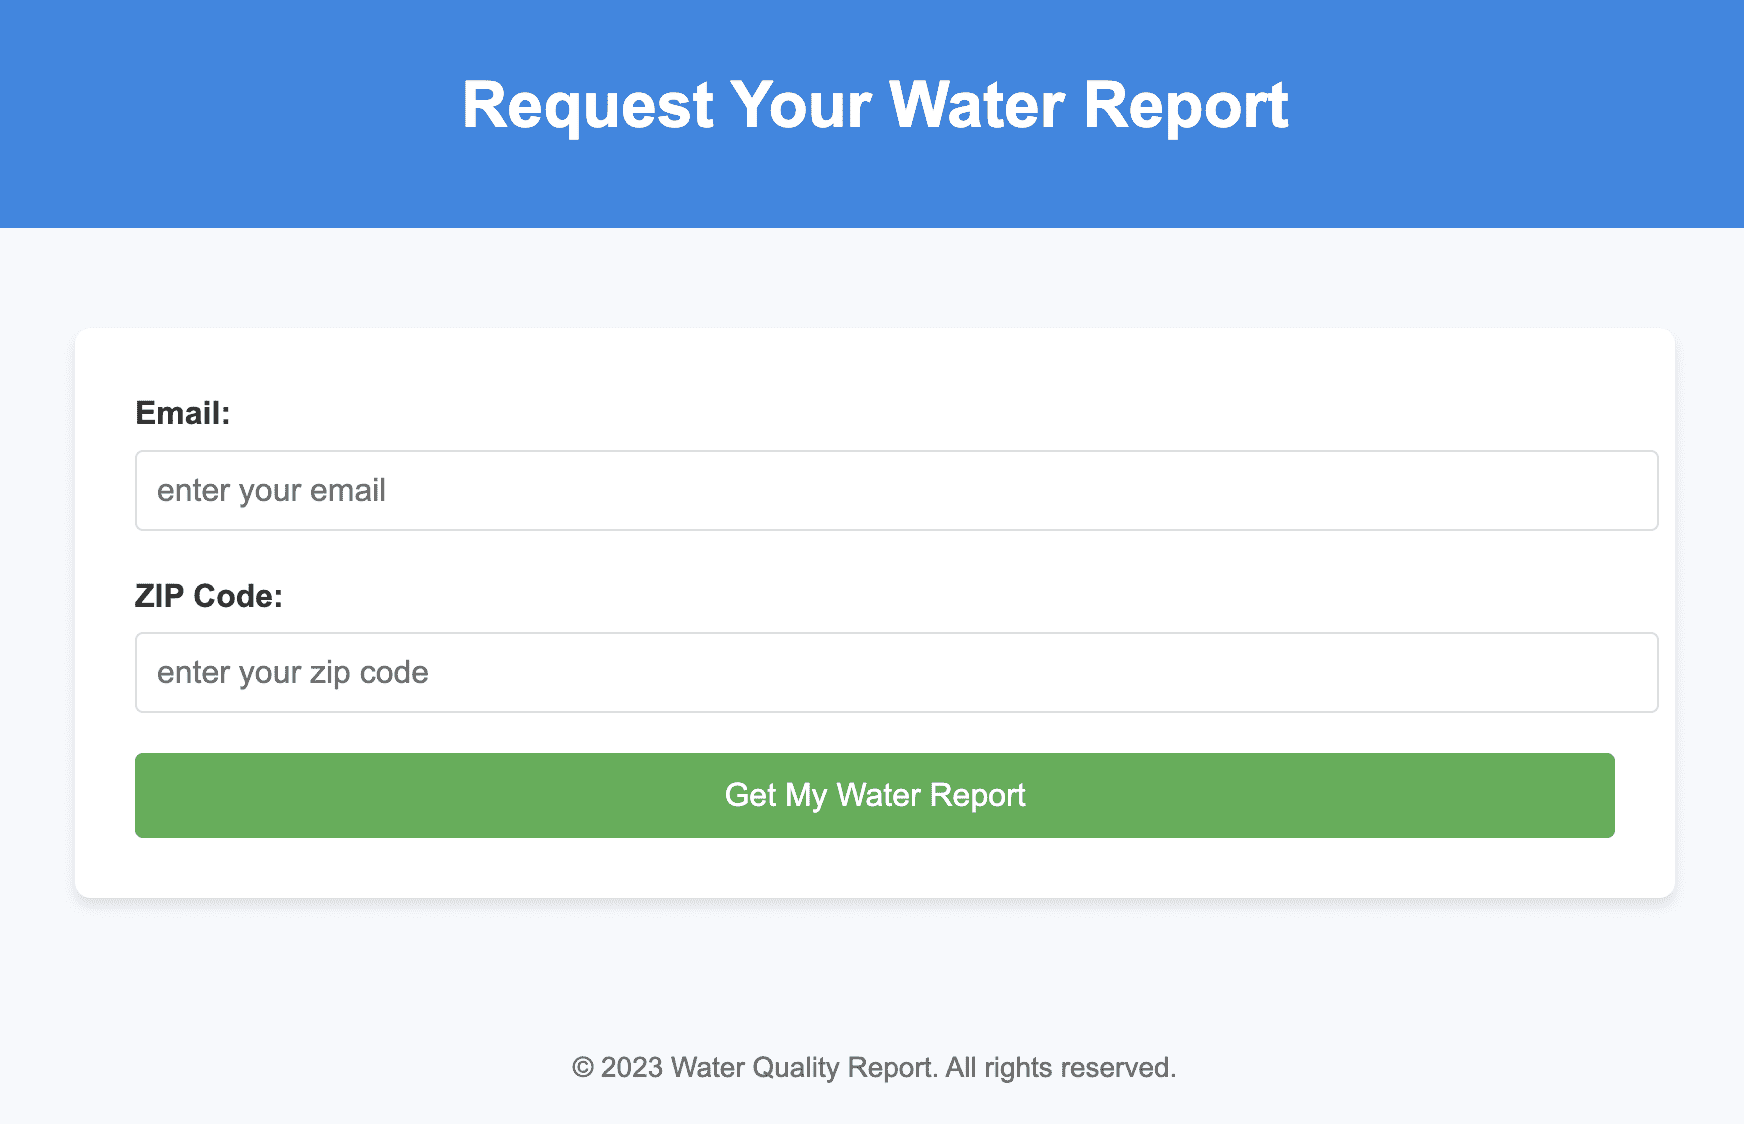 Request Your Water Report
Email:
enter your email
ZIP Code:
enter your zip code
Get My Water Report
© 2023 Water Quality Report. All rights reserved.